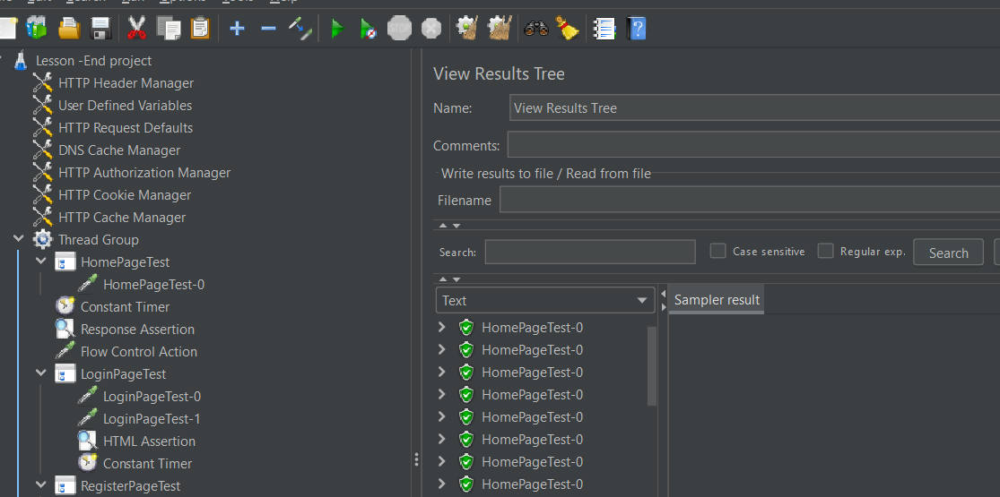 Lesson -End project
HTTP Header Manager
User Defined Variables
HTTP Request Defaults
DNS Cache Manager
HTTP Authorization Manager
HTTP Cookie Manager
HTTP Cache Manager
Thread Group
HomePageTest
HomePageTest-0
Constant Timer
Response Assertion
Flow Control Action
LoginPageTest
LoginPageTest-0
LoginPageTest-1
HTML Assertion
Constant Timer
RegisterPageTest
View Results Tree
Name: View Results Tree
Comments:
Write results to file / Read from file
Filename
Search: Case sensitive Regular exp. Search
Text
Sampler result
HomePageTest-0
HomePageTest-0
HomePageTest-0
HomePageTest-0
HomePageTest-0
HomePageTest-0
HomePageTest-0
HomePageTest-0